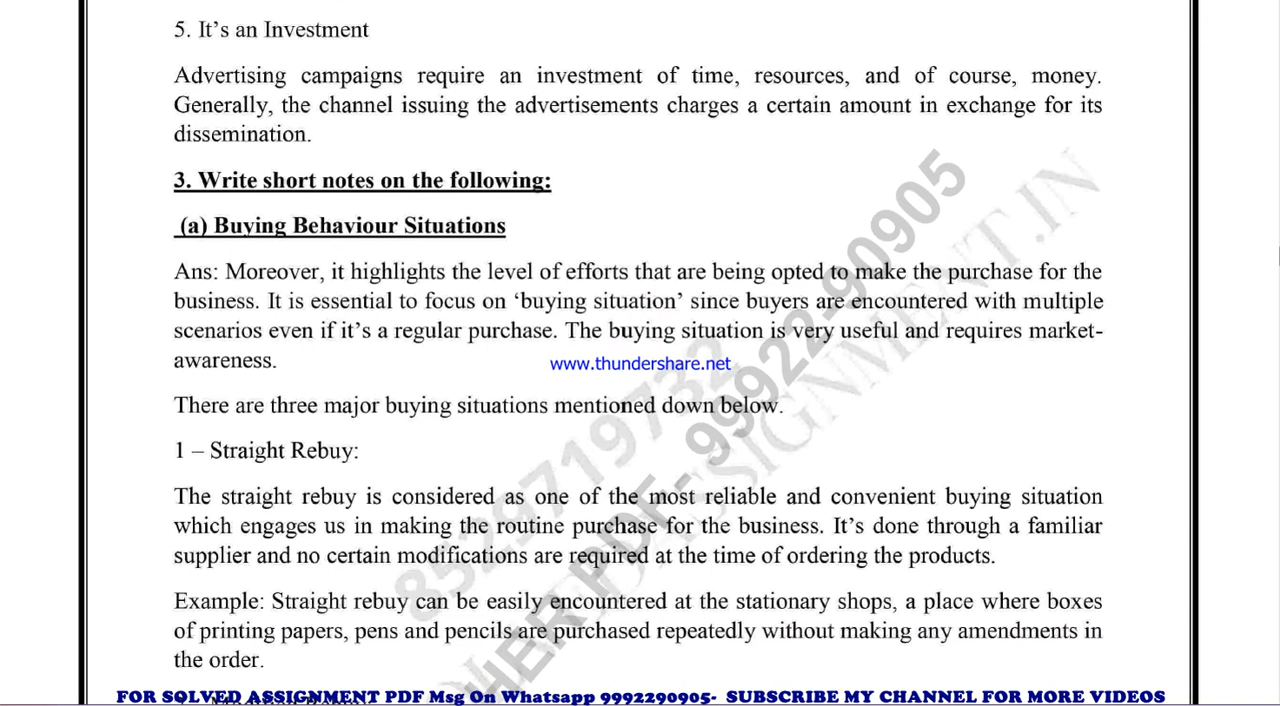 5. It’s an Investment
Advertising campaigns require an investment of time, resources, and of course, money.
Generally, the channel issuing the advertisements charges a certain amount in exchange for its
dissemination.
3. Write short notes on the following:
(a) Buying Behaviour Situations
Ans: Moreover, it highlights the level of efforts that are being opted to make the purchase for the
business. It is essential to focus on ‘buying situation’ since buyers are encountered with multiple
scenarios even if it’s a regular purchase. The buying situation is very useful and requires market-
awareness.
www.thundershare.net
There are three major buying situations mentioned down below.
1 – Straight Rebuy:
The straight rebuy is considered as one of the most reliable and convenient buying situation
which engages us in making the routine purchase for the business. It’s done through a familiar
supplier and no certain modifications are required at the time of ordering the products.
Example: Straight rebuy can be easily encountered at the stationary shops, a place where boxes
of printing papers, pens and pencils are purchased repeatedly without making any amendments in
the order.
8529719732
HER PDF- 99922-90905
SIGNMENT.IN
FOR SOLVED ASSIGNMENT PDF Msg On Whatsapp 9992290905- SUBSCRIBE MY CHANNEL FOR MORE VIDEOS